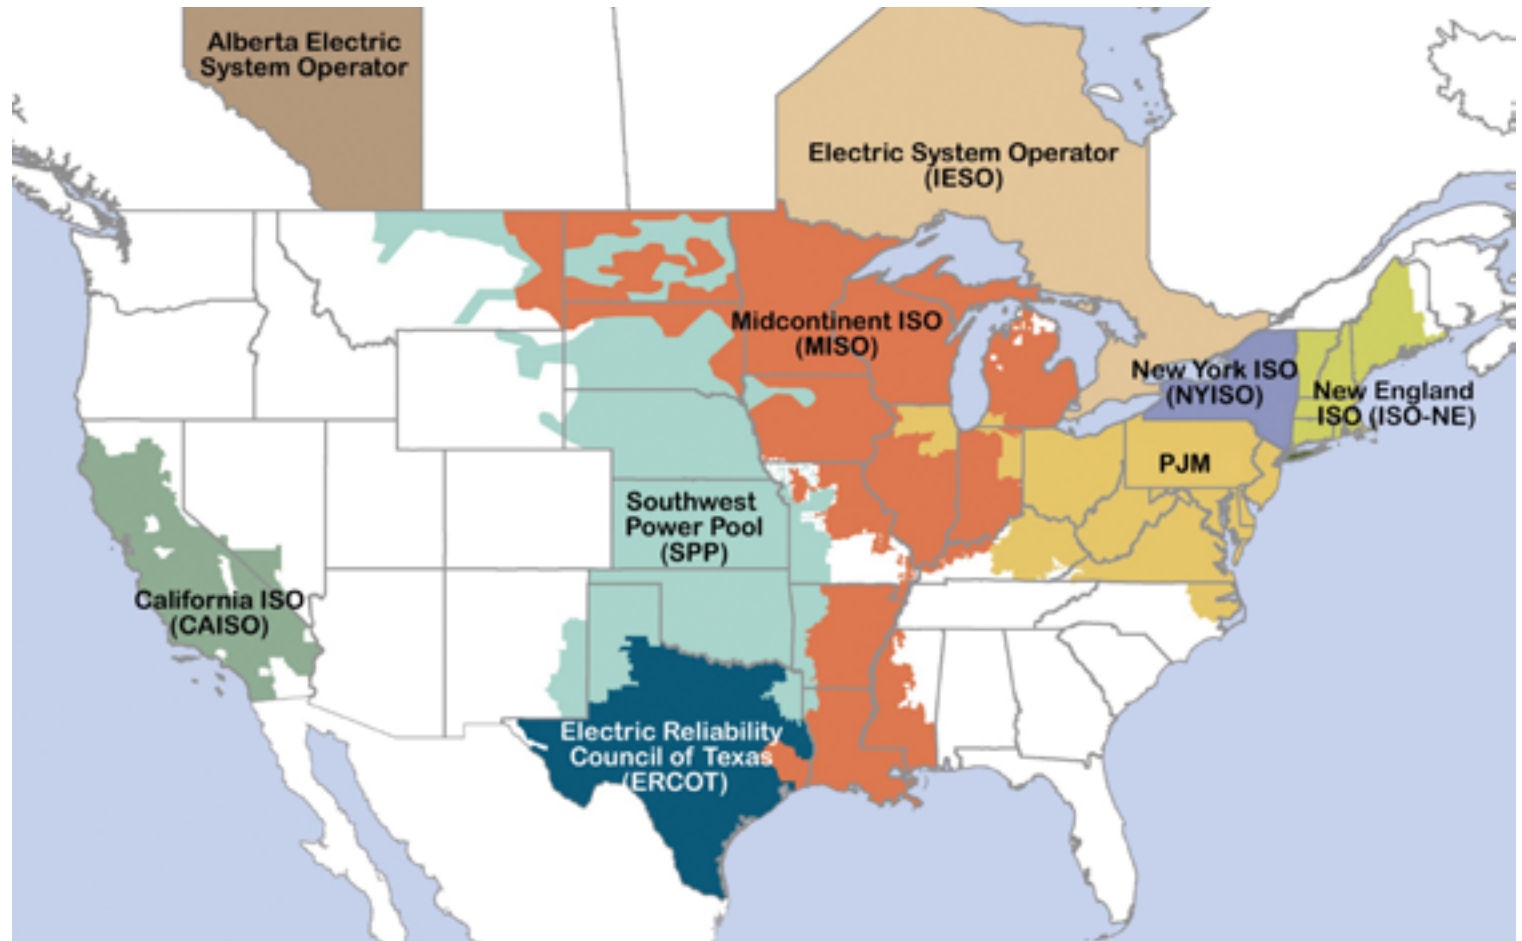 Alberta Electric
System Operator
Electric System Operator
(IESO)
Midcontinent ISO
(MISO)
New York ISO
(NYISO)
New England
ISO (ISO-NE)
PJM
Southwest
Power Pool
(SPP)
California ISO
(CAISO)
Electric Reliability
Council of Texas
(ERCOT)